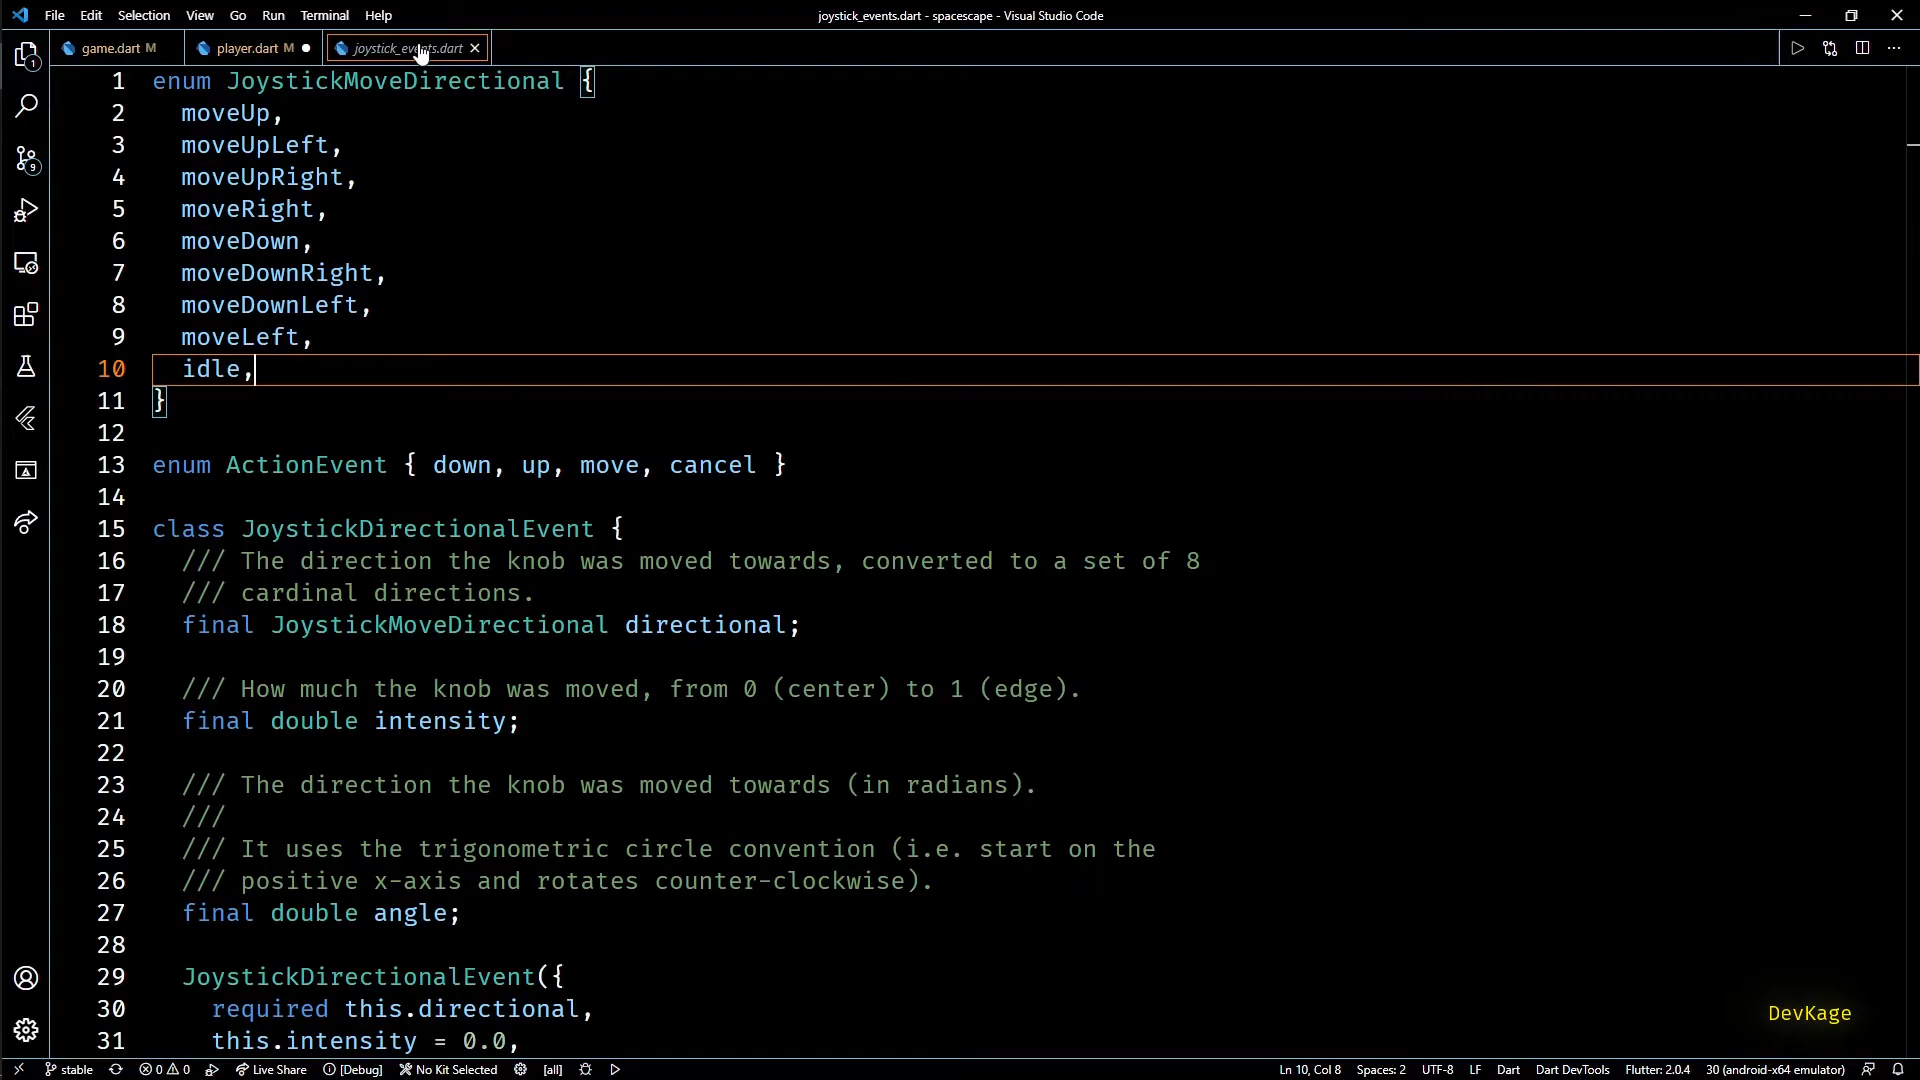 File Edit Selection View Go Run Terminal Help
joystick_events.dart - spacescape - Visual Studio Code
game.dart M
player.dart M
joystick_events.dart
1 enum JoystickMoveDirectional {
2 moveUp,
3 moveUpLeft,
4 moveUpRight,
5 moveRight,
6 moveDown,
7 moveDownRight,
8 moveDownLeft,
9 moveLeft,
10 idle,
11 }
12
13 enum ActionEvent { down, up, move, cancel }
14
15 class JoystickDirectionalEvent {
16 /// The direction the knob was moved towards, converted to a set of 8
17 /// cardinal directions.
18 final JoystickMoveDirectional directional;
19
20 /// How much the knob was moved, from 0 (center) to 1 (edge).
21 final double intensity;
22
23 /// The direction the knob was moved towards (in radians).
24 ///
25 /// It uses the trigonometric circle convention (i.e. start on the
26 /// positive x-axis and rotates counter-clockwise).
27 final double angle;
28
29 JoystickDirectionalEvent({
30 required this.directional,
31 this.intensity = 0.0,
1
9
DevKage
stable 0 0 Live Share [Debug] No Kit Selected [all]
Ln 10, Col 8 Spaces: 2 UTF-8 LF Dart Dart DevTools Flutter: 2.0.4 30 (android-x64 emulator)